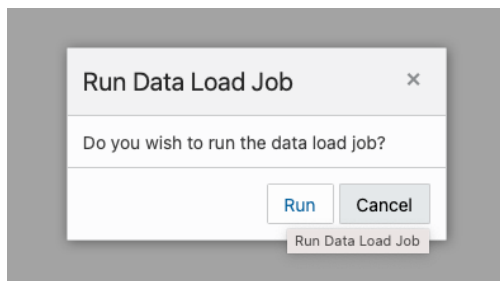 Run Data Load Job ×
Do you wish to run the data load job?
Run Cancel
Run Data Load Job